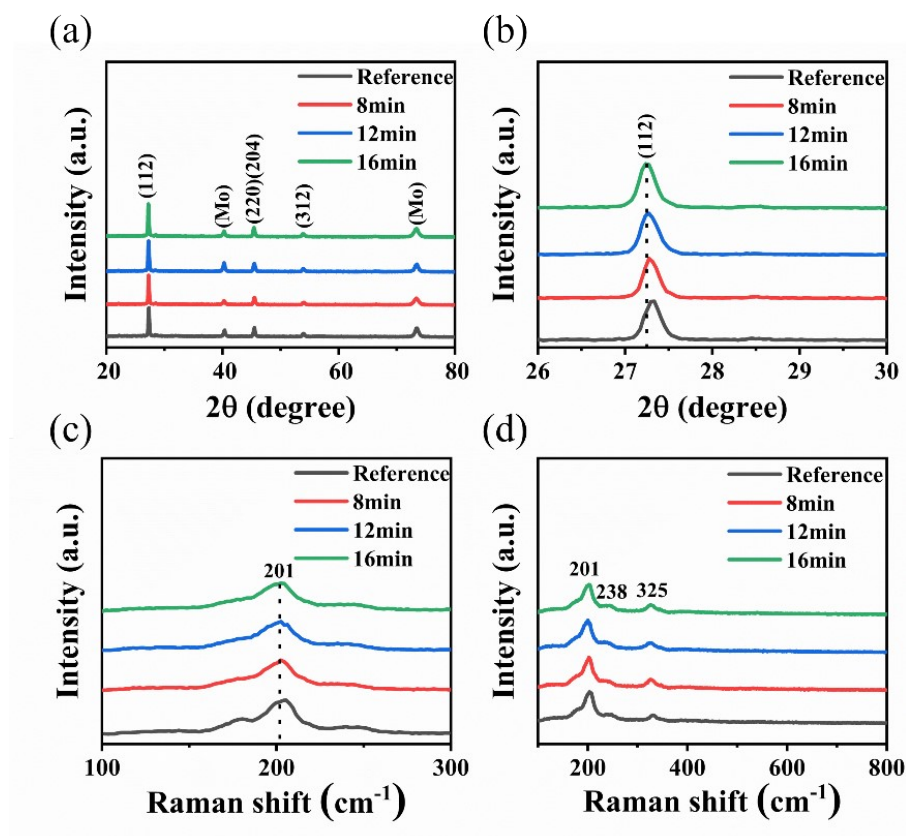 (a)
Intensity (a.u.)
Reference
8min
12min
16min
(112)
(Mo)
(220)(204)
(312)
(Mo)
20 40 60 80
2θ (degree)
(b)
Intensity (a.u.)
Reference
8min
12min
16min
(112)
26 27 28 29 30
2θ (degree)
(c)
Intensity (a.u.)
Reference
8min
12min
16min
201
100 200 300
Raman shift (cm⁻¹)
(d)
Intensity (a.u.)
Reference
8min
12min
16min
201
238
325
200 400 600 800
Raman shift (cm⁻¹)